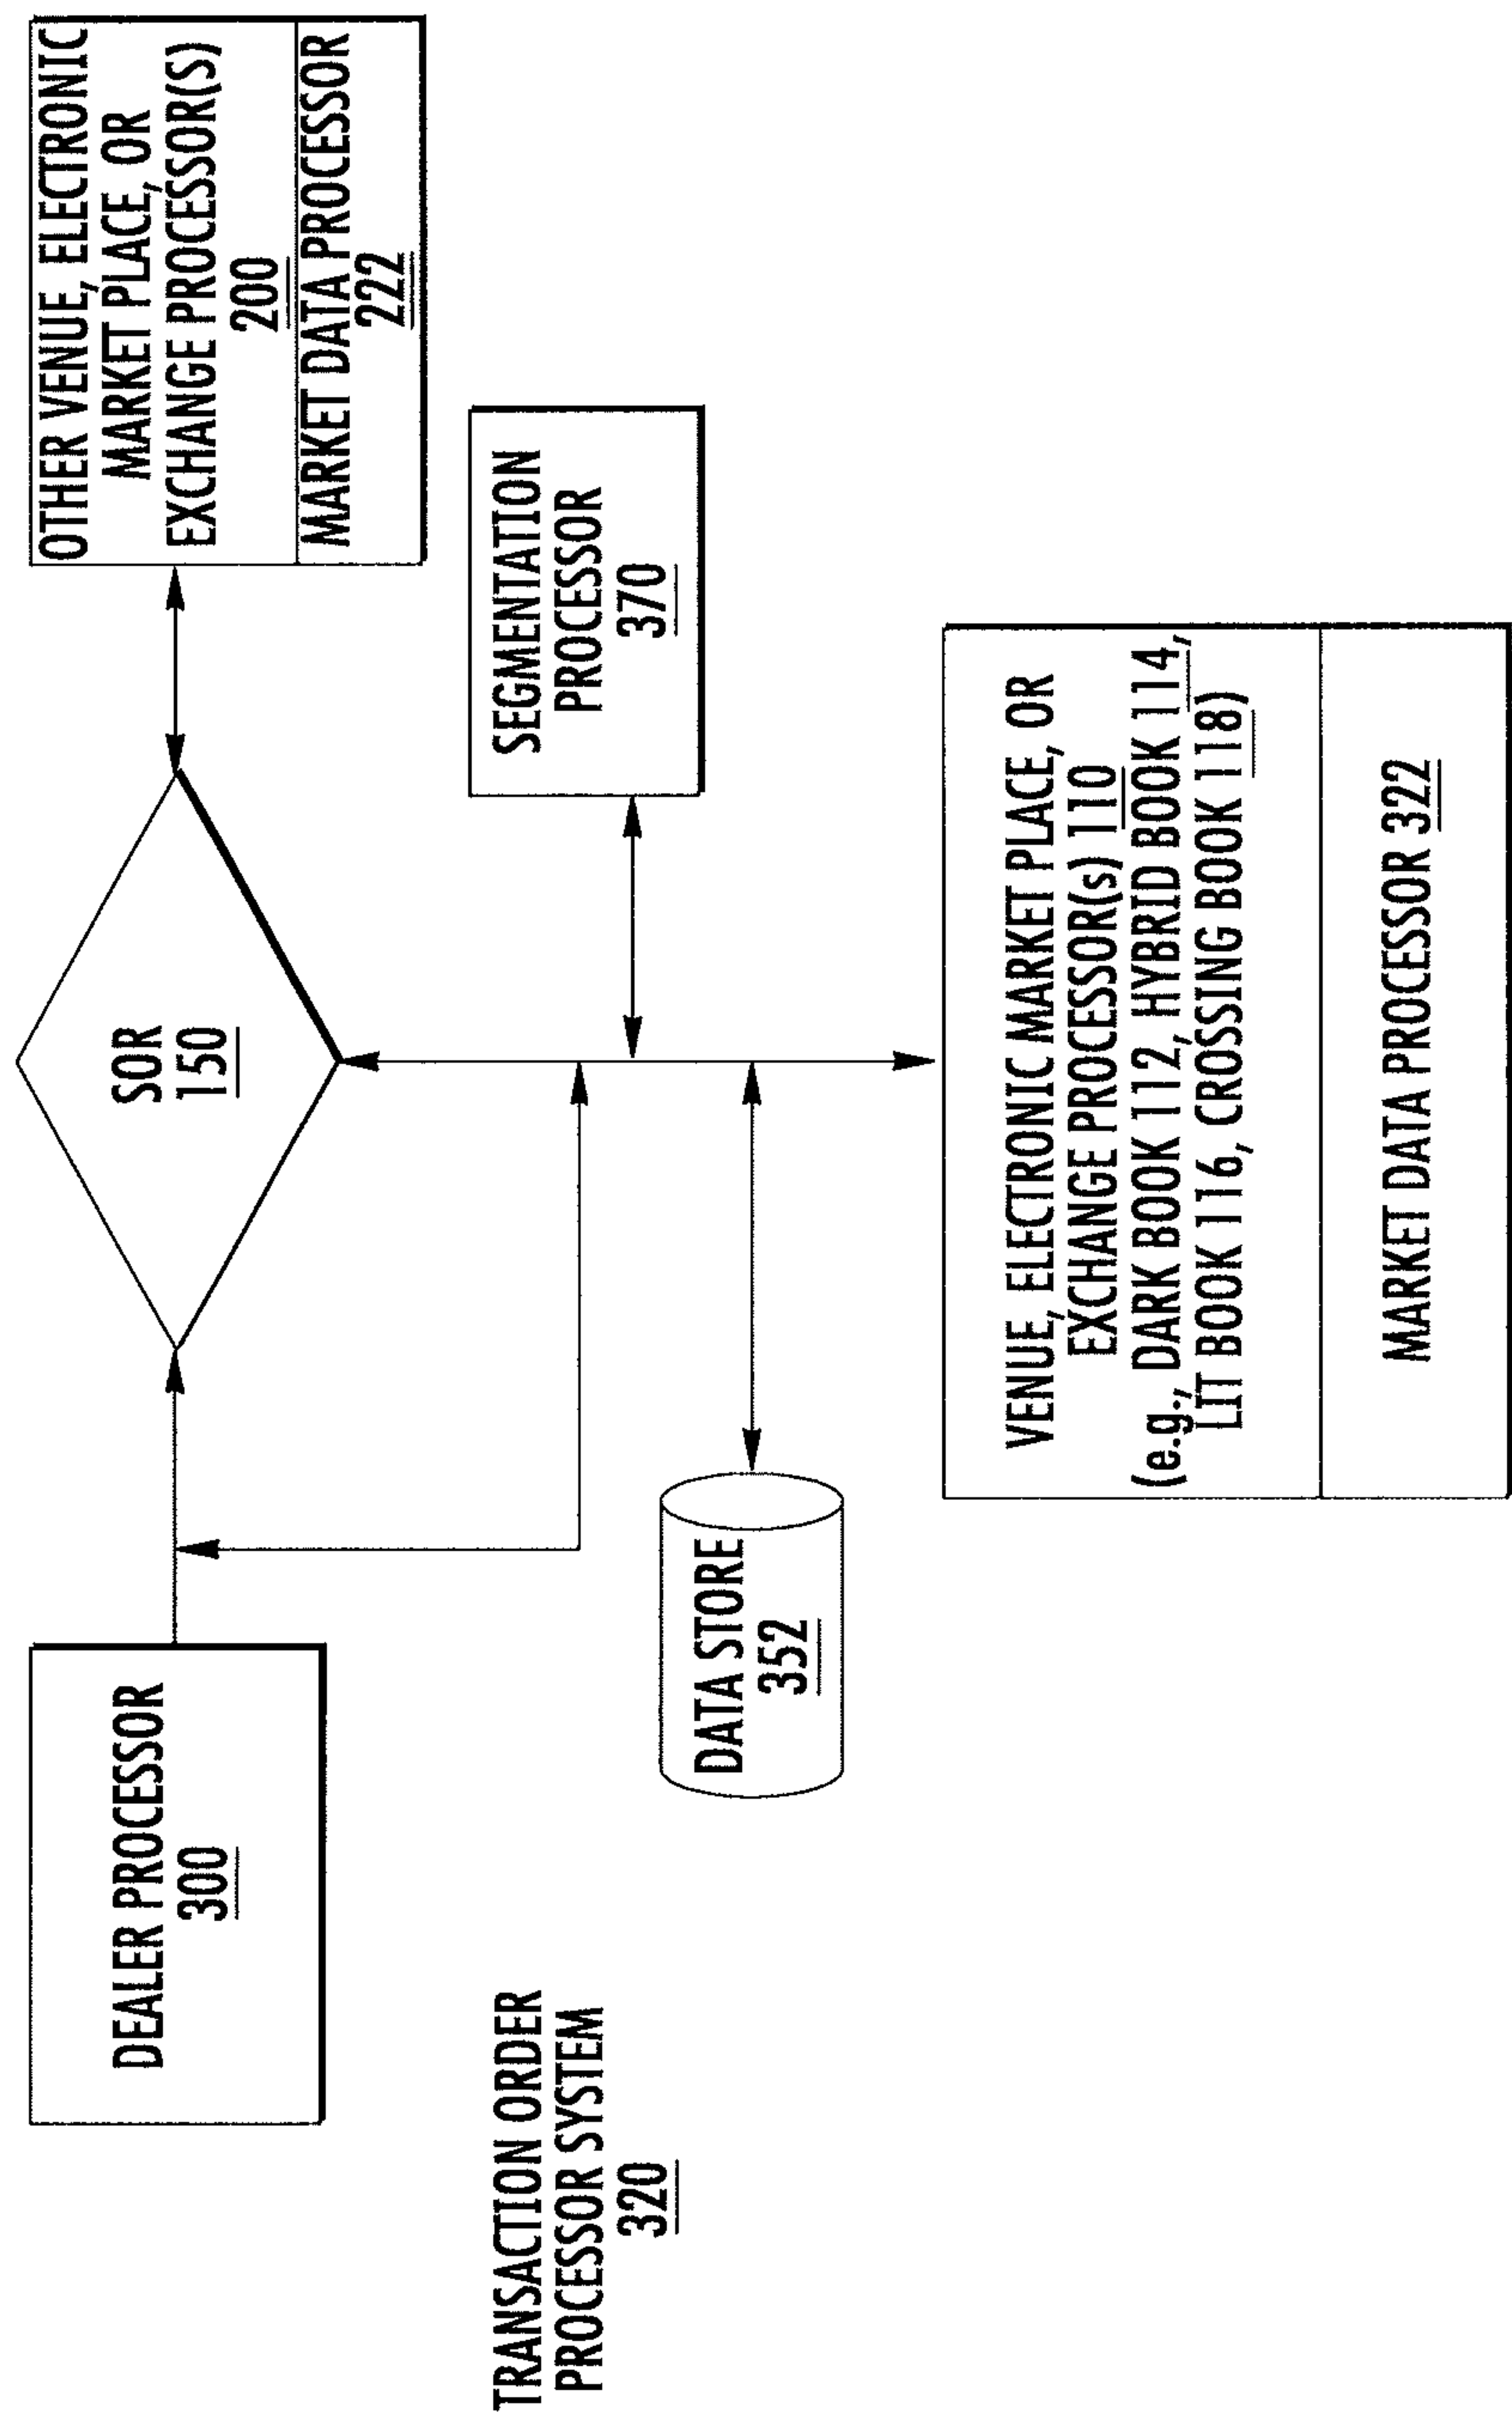 DEALER PROCESSOR
300
SOR
150
OTHER VENUE, ELECTRONIC
MARKET PLACE, OR
EXCHANGE PROCESSOR(S)
200
MARKET DATA PROCESSOR
222
TRANSACTION ORDER
PROCESSOR SYSTEM
320
SEGMENTATION
PROCESSOR
370
DATA STORE
352
VENUE, ELECTRONIC MARKET PLACE, OR
EXCHANGE PROCESSOR(s) 110
(e.g., DARK BOOK 112, HYBRID BOOK 114,
LIT BOOK 116, CROSSING BOOK 118)
MARKET DATA PROCESSOR 322